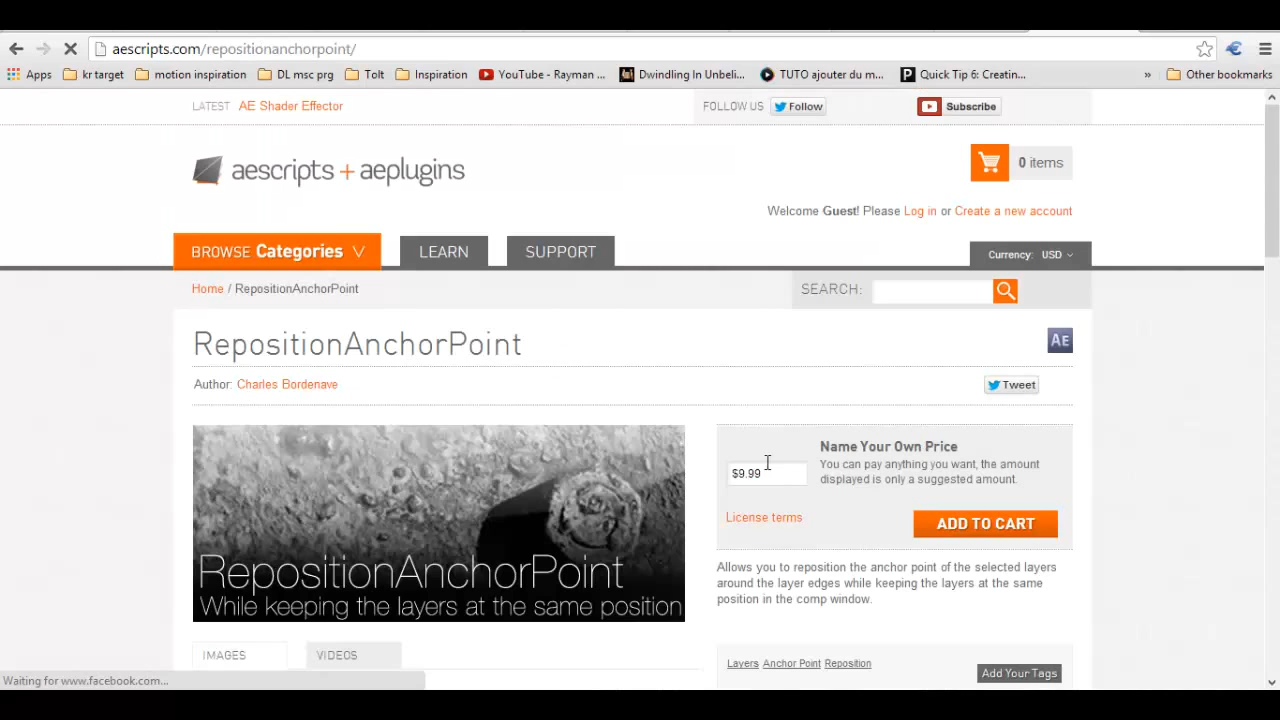 aescripts.com/repositionanchorpoint/
Apps kr target motion inspiration DL msc prg Tolt Inspiration YouTube - Rayman ... Dwindling In Unbeli... TUTO ajouter du m... Quick Tip 6: Creatin... » Other bookmarks
LATEST AE Shader Effector FOLLOW US Follow Subscribe
aescripts + aeplugins
0 items
Welcome Guest! Please Log in or Create a new account
BROWSE Categories LEARN SUPPORT
Currency: USD
Home / RepositionAnchorPoint SEARCH:
RepositionAnchorPoint
AE
Author: Charles Bordenave
Tweet
Name Your Own Price
$9.99
You can pay anything you want, the amount
displayed is only a suggested amount.
License terms
ADD TO CART
RepositionAnchorPoint
While keeping the layers at the same position
Allows you to reposition the anchor point of the selected layers
around the layer edges while keeping the layers at the same
position in the comp window.
IMAGES VIDEOS
Layers Anchor Point Reposition
Add Your Tags
Waiting for www.facebook.com...